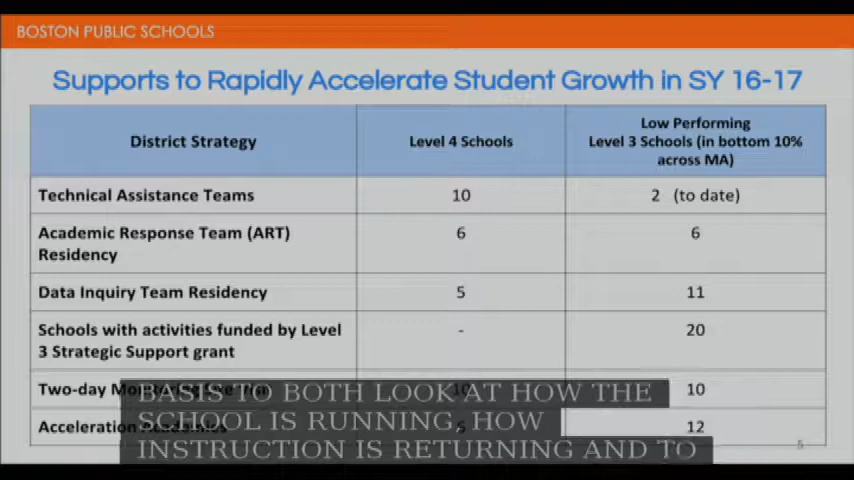 BOSTON PUBLIC SCHOOLS
Supports to Rapidly Accelerate Student Growth in SY 16-17
District Strategy
Level 4 Schools
Low Performing
Level 3 Schools (in bottom 10%
across MA)
Technical Assistance Teams
10
2 (to date)
Academic Response Team (ART)
Residency
6
6
Data Inquiry Team Residency
5
11
Schools with activities funded by Level
3 Strategic Support grant
-
20
Two-day
10
10
Acceleration
12
BASIS TO BOTH LOOK AT HOW THE
SCHOOL IS RUNNING, HOW
INSTRUCTION IS RETURNING AND TO
5